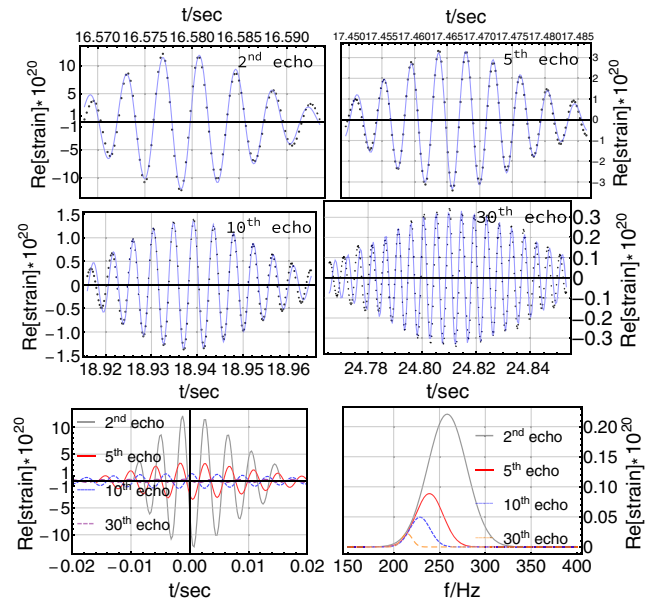 t/sec
t/sec
16.570 16.575 16.580 16.585 16.590
17.450 17.455 17.460 17.465 17.470 17.475 17.480 17.485
Re[strain]*10^20
10
5
1
−1
−5
−10
2nd echo
5th echo
3
2
1
0
−1
−2
−3
Re[strain]*10^20
Re[strain]*10^20
1.5
1.0
0.5
0
−0.5
−1.0
−1.5
10th echo
30th echo
0.3
0.2
0.1
0
−0.1
−0.3
Re[strain]*10^20
18.92 18.93 18.94 18.95 18.96
24.78 24.80 24.82 24.84
t/sec
t/sec
Re[strain]*10^20
10
5
1
−1
−5
−10
2nd echo
5th echo
10th echo
30th echo
2nd echo
5th echo
10th echo
30th echo
0.20
0.15
0.10
0.05
0
Re[strain]*10^20
−0.02 −0.01 0.00 0.01 0.02
150 200 250 300 350 400
t/sec
f/Hz